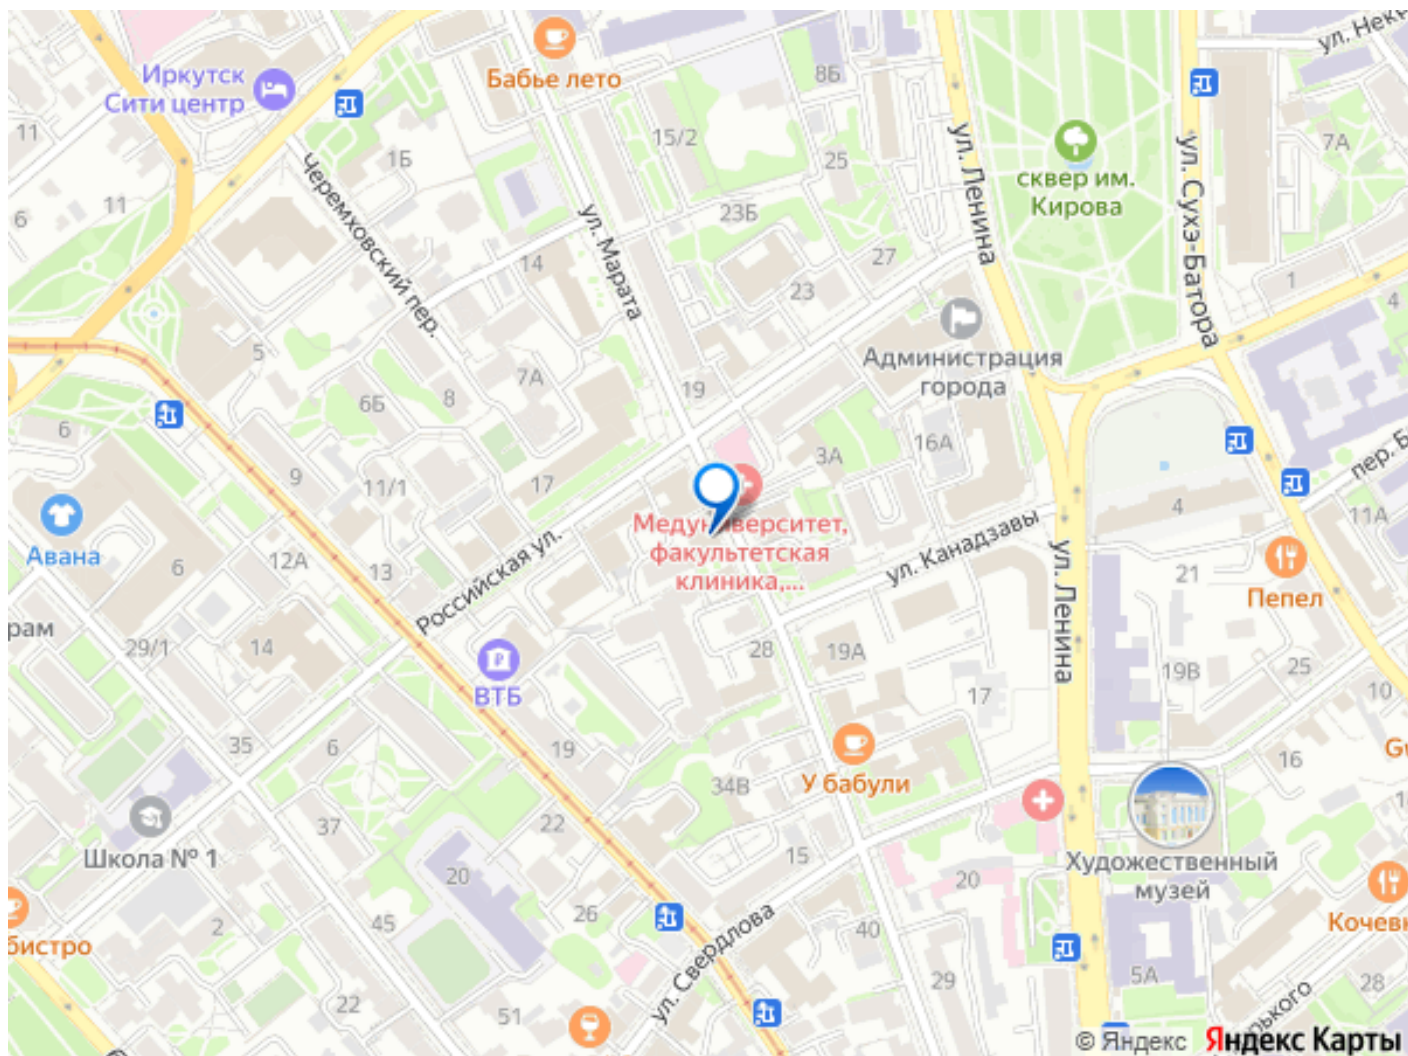 ул. Некр
Бабье лето
8Б
Иркутск
Сити центр
11
15/2
25
7А
1Б
ул. Ленина
ул. Сухэ-Батора
сквер им.
Кирова
11
6
23Б
Черемховский пер.
ул. Марата
14
27
23
1
4
5
Администрация
города
7А
19
8
6Б
6
16А
3А
пер. Б
9
11/1
17
4
11А
Авана
6
12А
13
Российская ул.
Медуниверситет,
факультетская
клиника,...
ул. Канадзавы
ул. Ленина
21
Пепел
рам
29/1
14
28
19А
19В
25
ВТБ
17
10
35
6
19
16
Gu
34В
У бабули
37
22
1
Школа № 1
15
Художественный
музей
20
20
бистро
2
45
26
ул. Свердлова
40
Кочевн
29
5А
28
22
51
рького
© Яндекс Яндекс Карты